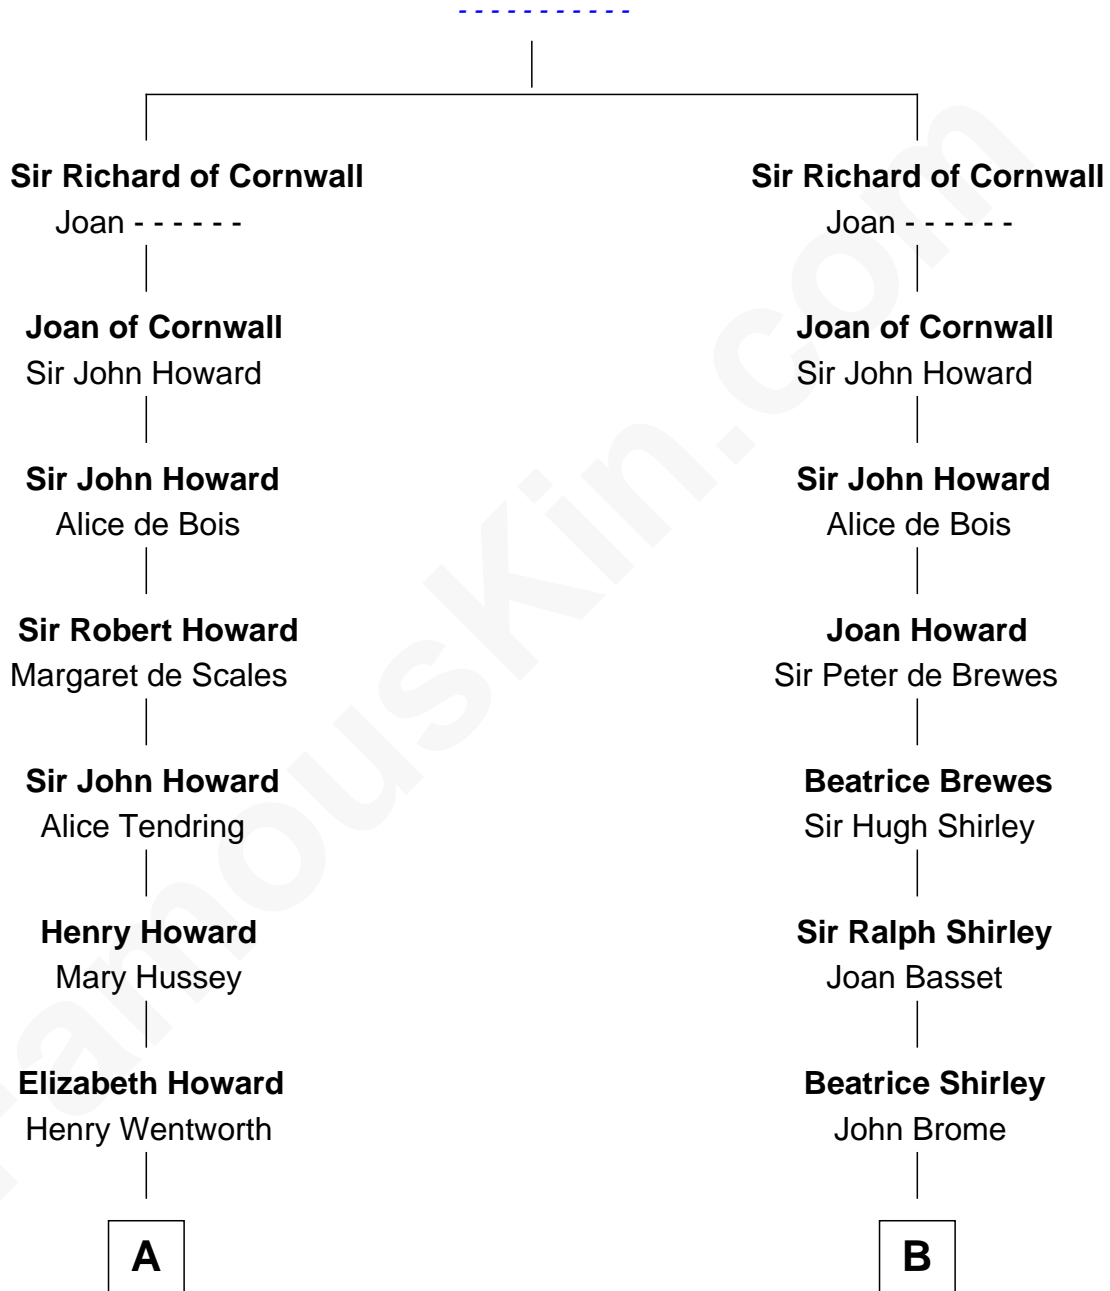 - - - - - - - - - - -
Sir Richard of Cornwall
Joan - - - - - -
Joan of Cornwall
Sir John Howard
Sir John Howard
Alice de Bois
Sir Robert Howard
Margaret de Scales
Sir John Howard
Alice Tendring
Henry Howard
Mary Hussey
Elizabeth Howard
Henry Wentworth
A
Sir Richard of Cornwall
Joan - - - - - -
Joan of Cornwall
Sir John Howard
Sir John Howard
Alice de Bois
Joan Howard
Sir Peter de Brewes
Beatrice Brewes
Sir Hugh Shirley
Sir Ralph Shirley
Joan Basset
Beatrice Shirley
John Brome
B
FamousKin.com